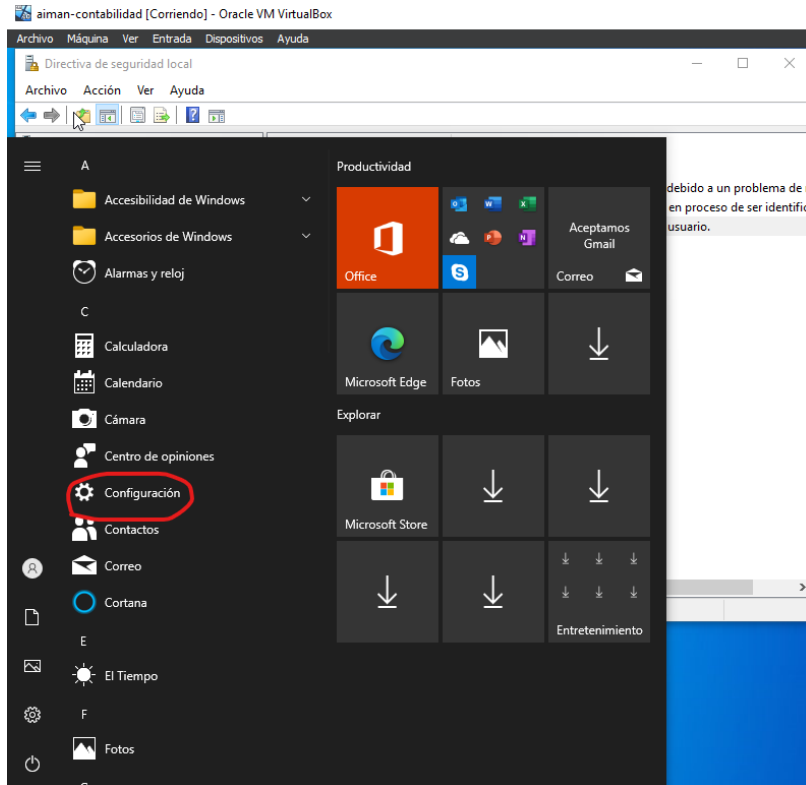 aiman-contabilidad [Corriendo] - Oracle VM VirtualBox
Archivo Máquina Ver Entrada Dispositivos Ayuda
Directiva de seguridad local
Archivo Acción Ver Ayuda
debido a un problema de
en proceso de ser identific
usuario.
A
Accesibilidad de Windows
Accesorios de Windows
Alarmas y reloj
C
Calculadora
Calendario
Cámara
Centro de opiniones
Configuración
Contactos
Correo
Cortana
E
El Tiempo
F
Fotos
Productividad
Office
Aceptamos
Gmail
Correo
Microsoft Edge
Fotos
Explorar
Microsoft Store
Entretenimiento